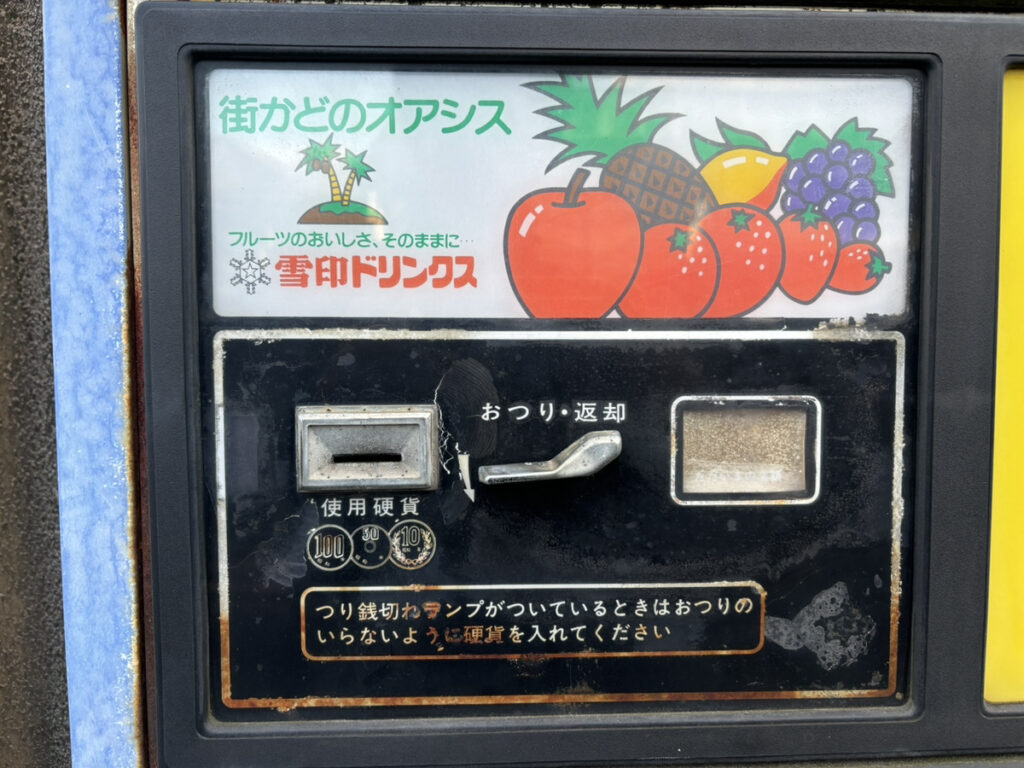 街かどのオアシス
フルーツのおいしさ、そのままに…
雪印ドリンクス
おつり・返却
使用硬貨
100 50 10
つり銭切れランプがついているときはおつりの
いらないように硬貨を入れてください